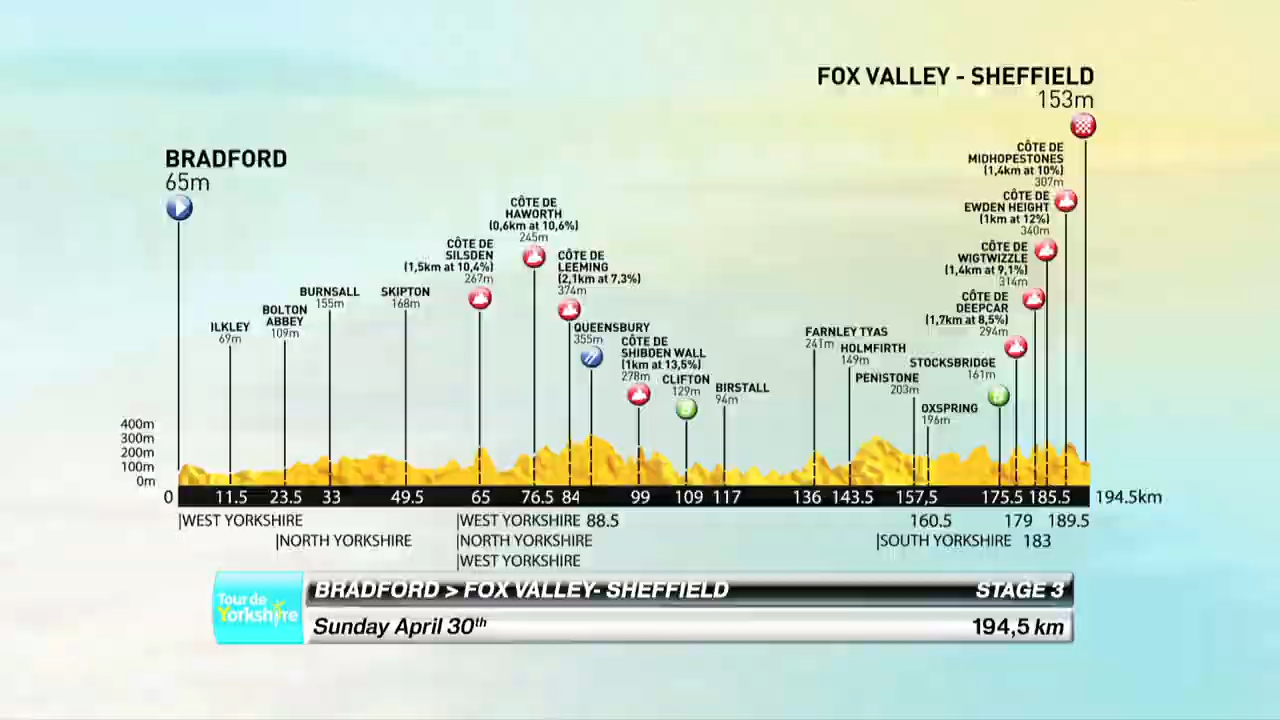 FOX VALLEY - SHEFFIELD
153m
BRADFORD
65m
CÔTE DE
MIDHOPESTONES
(1,4km at 10%)
307m
CÔTE DE
EWDEN HEIGHT
(1km at 12%)
340m
CÔTE DE
WIGTWIZZLE
(1,4km at 9,1%)
314m
CÔTE DE
DEEPCAR
(1,7km at 8,5%)
294m
CÔTE DE
HAWORTH
(0,6km at 10,6%)
245m
CÔTE DE
SILSDEN
(1,5km at 10,4%)
267m
CÔTE DE
LEEMING
(2,1km at 7,3%)
374m
BURNSALL
155m
SKIPTON
168m
BOLTON
ABBEY
109m
ILKLEY
69m
QUEENSBURY
355m
CÔTE DE
SHIBDEN WALL
(1km at 13,5%)
278m
CLIFTON
129m
BIRSTALL
94m
FARNLEY TYAS
241m
HOLMFIRTH
149m
STOCKSBRIDGE
161m
PENISTONE
203m
OXSPRING
196m
400m
300m
200m
100m
0m
0 11.5 23.5 33 49.5 65 76.5 84 99 109 117 136 143.5 157.5 175.5 185.5 194.5km
|WEST YORKSHIRE |WEST YORKSHIRE 88.5 160.5 179 189.5
|NORTH YORKSHIRE |NORTH YORKSHIRE |SOUTH YORKSHIRE 183
|WEST YORKSHIRE
Tour de
Yorkshire
BRADFORD > FOX VALLEY- SHEFFIELD STAGE 3
Sunday April 30th 194,5 km